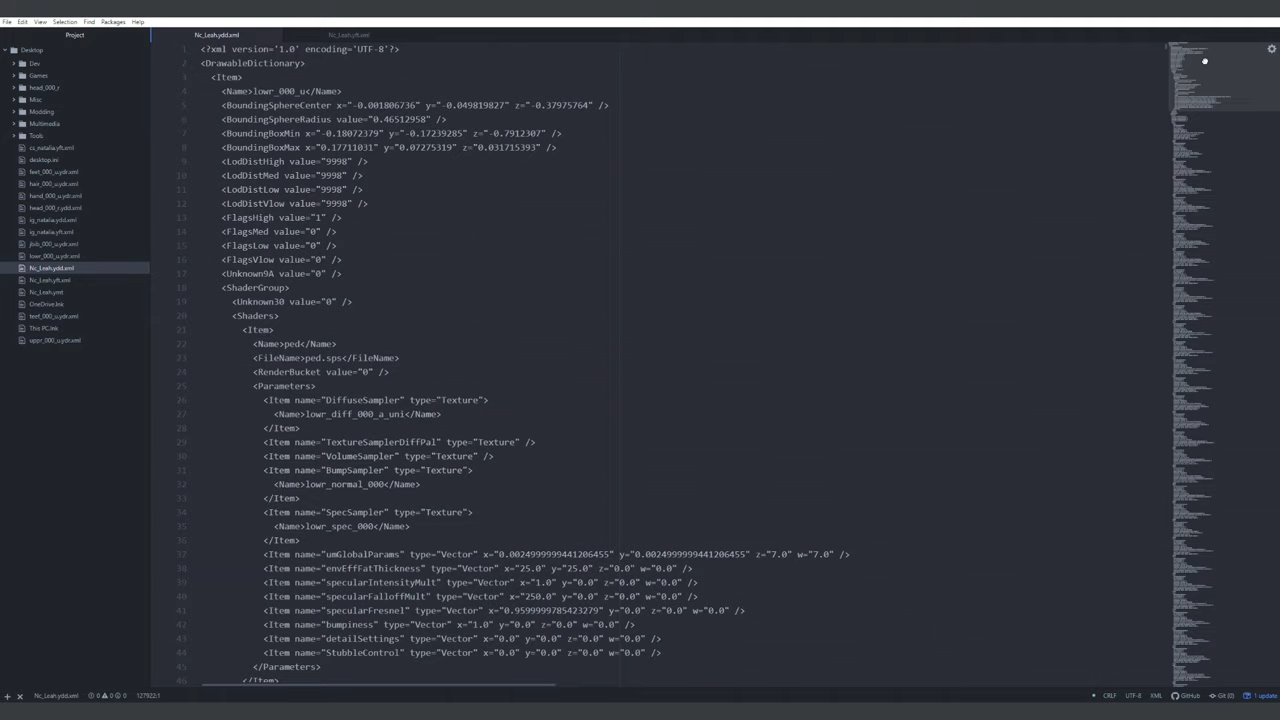 File Edit View Selection Find Packages Help
Project
Desktop
Dev
Games
head_000_r
Misc
Modding
Multimedia
Tools
cs_natalia.yft.xml
desktop.ini
feet_000_u.ydr.xml
hair_000_u.ydr.xml
hand_000_u.ydr.xml
head_000_r.ydd.xml
ig_natalia.ydd.xml
ig_natalia.yft.xml
jbib_000_u.ydr.xml
lowr_000_u.ydr.xml
Nc_Leah.ydd.xml
Nc_Leah.yft.xml
Nc_Leah.ymt
OneDrive.lnk
teef_000_u.ydr.xml
This PC.lnk
uppr_000_u.ydr.xml
Nc_Leah.ydd.xml Nc_Leah.yft.xml
1 <?xml version='1.0' encoding='UTF-8'?>
2 <DrawableDictionary>
3 <Item>
4 <Name>lowr_000_u</Name>
5 <BoundingSphereCenter x="-0.001806736" y="-0.049819827" z="-0.37975764" />
6 <BoundingSphereRadius value="0.46512958" />
7 <BoundingBoxMin x="-0.18072379" y="-0.17239285" z="-0.7912307" />
8 <BoundingBoxMax x="0.17711031" y="0.07275319" z="0.031715393" />
9 <LodDistHigh value="9998" />
10 <LodDistMed value="9998" />
11 <LodDistLow value="9998" />
12 <LodDistVlow value="9998" />
13 <FlagsHigh value="1" />
14 <FlagsMed value="0" />
15 <FlagsLow value="0" />
16 <FlagsVlow value="0" />
17 <Unknown9A value="0" />
18 <ShaderGroup>
19 <Unknown30 value="0" />
20 <Shaders>
21 <Item>
22 <Name>ped</Name>
23 <FileName>ped.sps</FileName>
24 <RenderBucket value="0" />
25 <Parameters>
26 <Item name="DiffuseSampler" type="Texture">
27 <Name>lowr_diff_000_a_uni</Name>
28 </Item>
29 <Item name="TextureSamplerDiffPal" type="Texture" />
30 <Item name="VolumeSampler" type="Texture" />
31 <Item name="BumpSampler" type="Texture">
32 <Name>lowr_normal_000</Name>
33 </Item>
34 <Item name="SpecSampler" type="Texture">
35 <Name>lowr_spec_000</Name>
36 </Item>
37 <Item name="umGlobalParams" type="Vector" x="0.0024999999441206455" y="0.0024999999441206455" z="7.0" w="7.0" />
38 <Item name="envEffFatThickness" type="Vector" x="25.0" y="25.0" z="0.0" w="0.0" />
39 <Item name="specularIntensityMult" type="Vector" x="1.0" y="0.0" z="0.0" w="0.0" />
40 <Item name="specularFalloffMult" type="Vector" x="250.0" y="0.0" z="0.0" w="0.0" />
41 <Item name="specularFresnel" type="Vector" x="0.9599999785423279" y="0.0" z="0.0" w="0.0" />
42 <Item name="bumpiness" type="Vector" x="1.0" y="0.0" z="0.0" w="0.0" />
43 <Item name="detailSettings" type="Vector" x="0.0" y="0.0" z="0.0" w="0.0" />
44 <Item name="StubbleControl" type="Vector" x="0.0" y="0.0" z="0.0" w="0.0" />
45 </Parameters>
46 </Item>
Nc_Leah.ydd.xml 0 0 0 127922:1 CRLF UTF-8 XML GitHub Git (0) 1 update